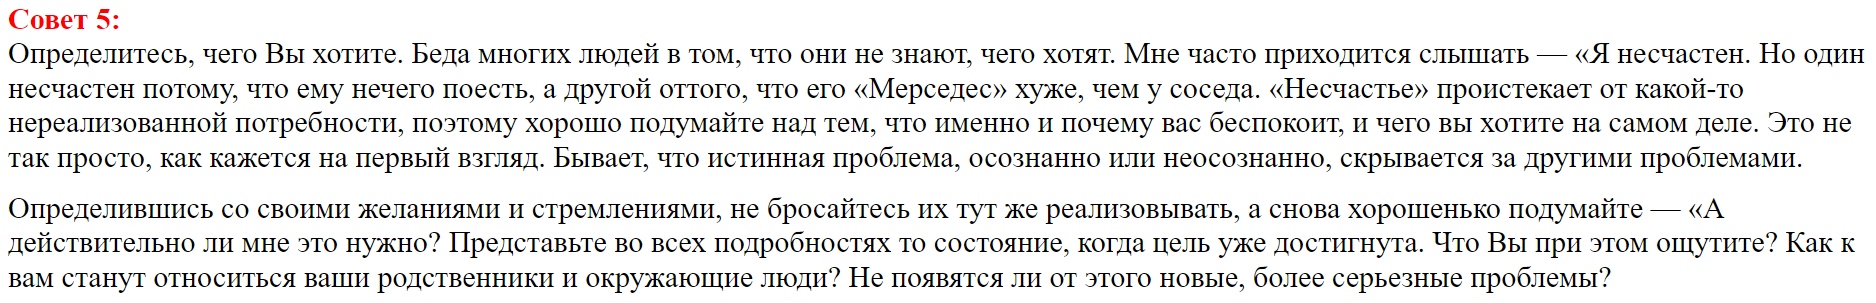 Совет 5:
Определитесь, чего Вы хотите. Беда многих людей в том, что они не знают, чего хотят. Мне часто приходится слышать — «Я несчастен. Но один
несчастен потому, что ему нечего поесть, а другой оттого, что его «Мерседес» хуже, чем у соседа. «Несчастье» проистекает от какой-то
нереализованной потребности, поэтому хорошо подумайте над тем, что именно и почему вас беспокоит, и чего вы хотите на самом деле. Это не
так просто, как кажется на первый взгляд. Бывает, что истинная проблема, осознанно или неосознанно, скрывается за другими проблемами.
Определившись со своими желаниями и стремлениями, не бросайтесь их тут же реализовывать, а снова хорошенько подумайте — «А
действительно ли мне это нужно? Представьте во всех подробностях то состояние, когда цель уже достигнута. Что Вы при этом ощутите? Как к
вам станут относиться ваши родственники и окружающие люди? Не появятся ли от этого новые, более серьезные проблемы?